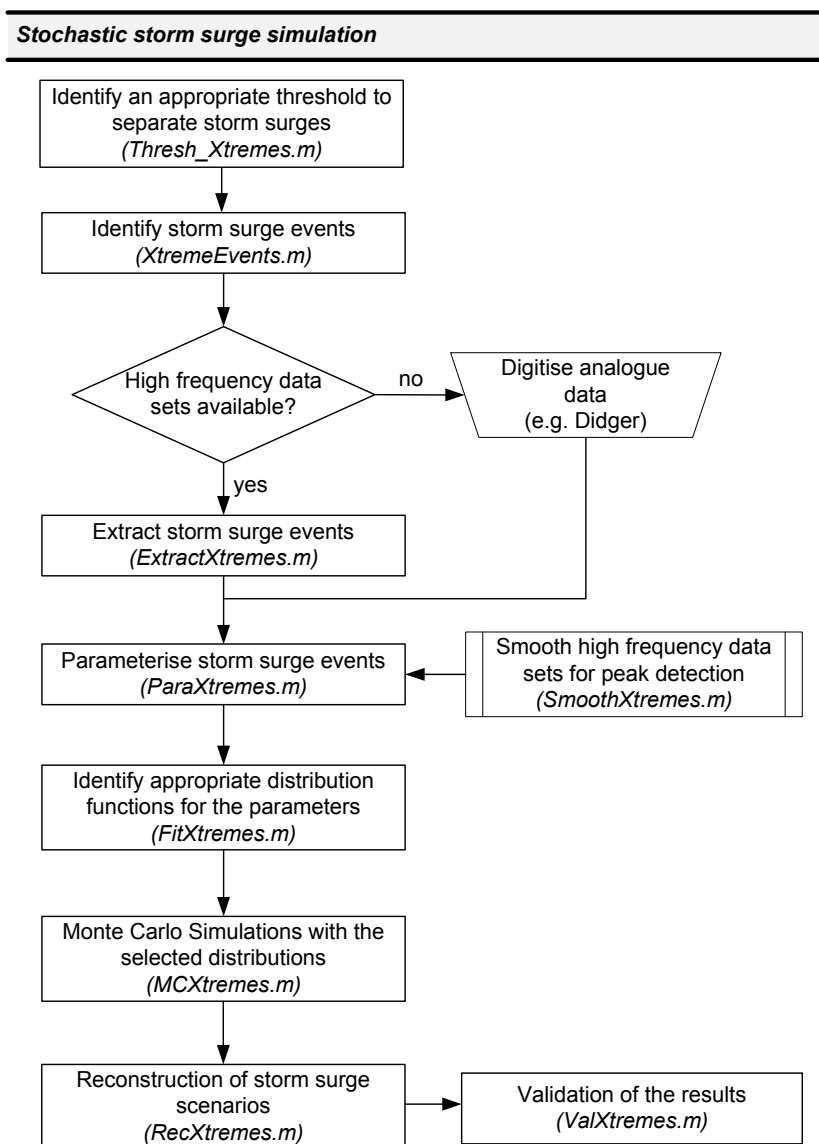 Stochastic storm surge simulation
Identify an appropriate threshold to
separate storm surges
(Thresh_Xtremes.m)
Identify storm surge events
(XtremeEvents.m)
High frequency data
sets available?
no
Digitise analogue
data
(e.g. Didger)
yes
Extract storm surge events
(ExtractXtremes.m)
Parameterise storm surge events
(ParaXtremes.m)
Smooth high frequency data
sets for peak detection
(SmoothXtremes.m)
Identify appropriate distribution
functions for the parameters
(FitXtremes.m)
Monte Carlo Simulations with the
selected distributions
(MCXtremes.m)
Reconstruction of storm surge
scenarios
(RecXtremes.m)
Validation of the results
(ValXtremes.m)